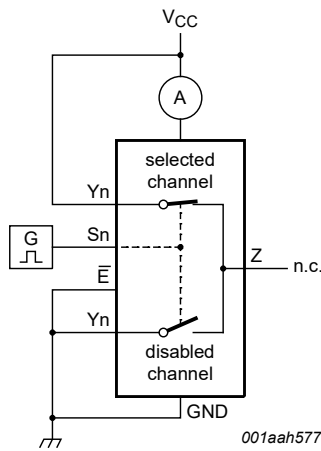 VCC
A
selected
channel
Yn
G
Sn
E̅
Z
n.c.
Yn
disabled
channel
GND
001aah577